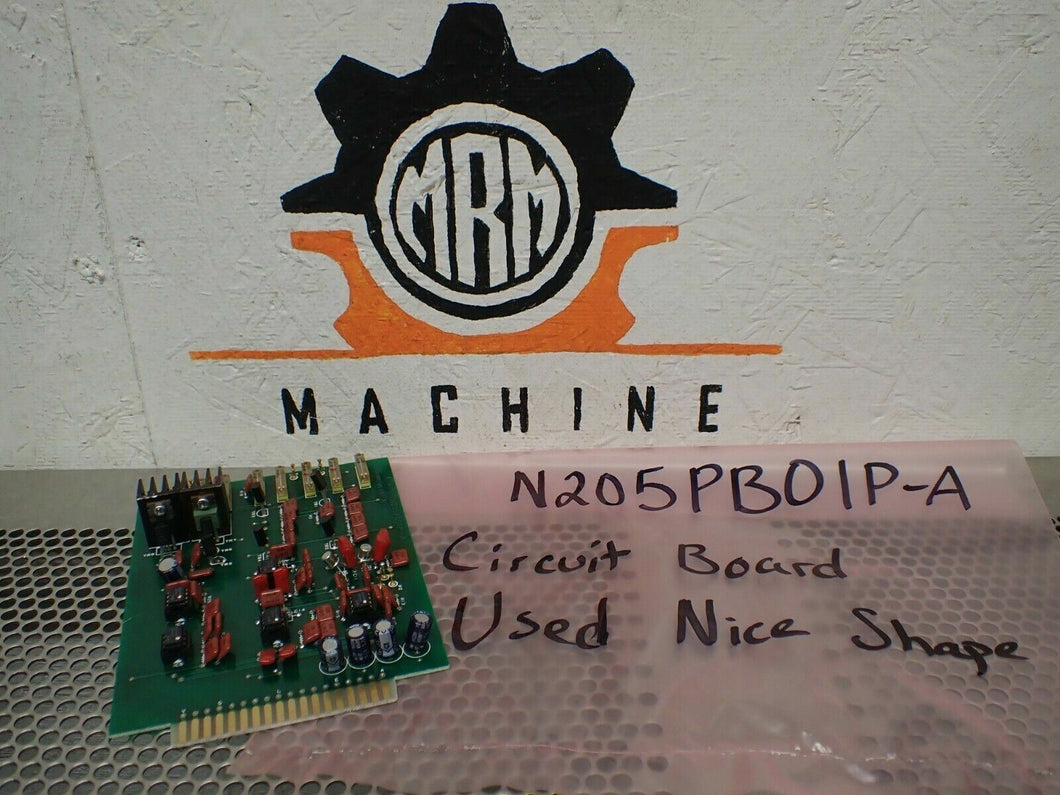 MRM
MACHINE
N205PB01P-A
Circuit Board
Used Nice Shape